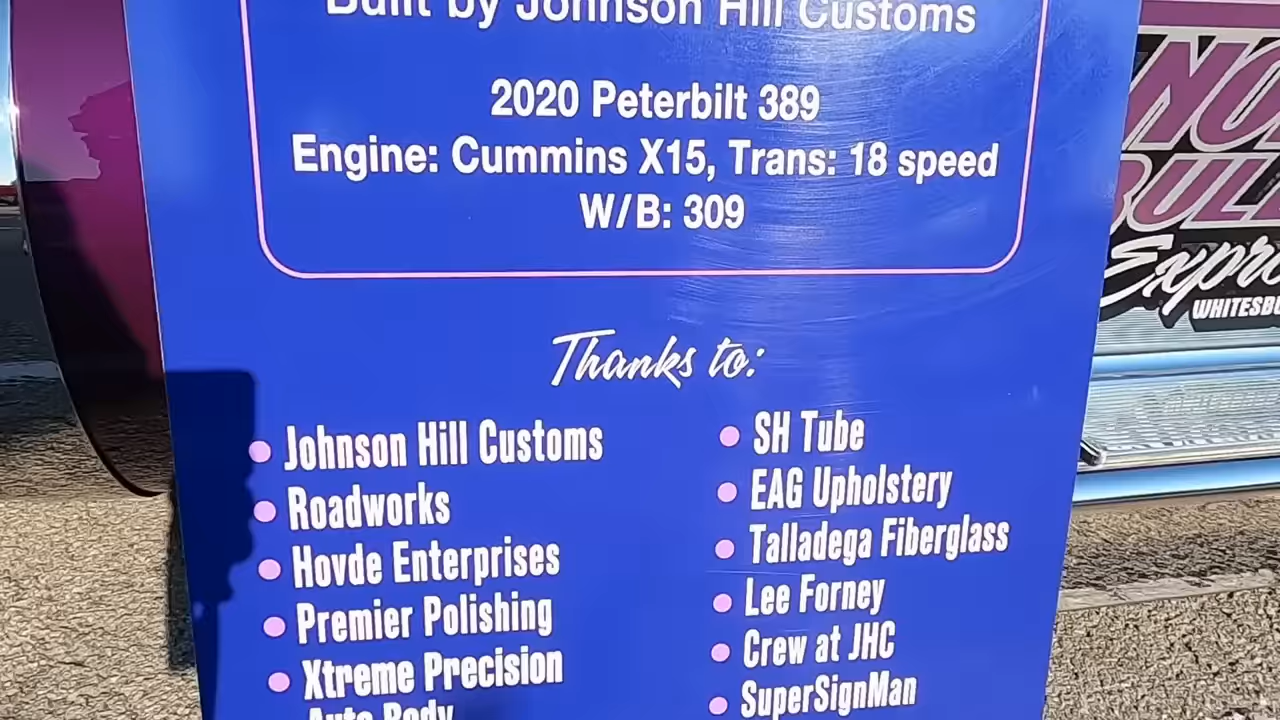 Built by Johnson Hill Customs
2020 Peterbilt 389
Engine: Cummins X15, Trans: 18 speed
W/B: 309
Thanks to:
Johnson Hill Customs
Roadworks
Hovde Enterprises
Premier Polishing
Xtreme Precision
Auto Body
SH Tube
EAG Upholstery
Talladega Fiberglass
Lee Forney
Crew at JHC
SuperSignMan